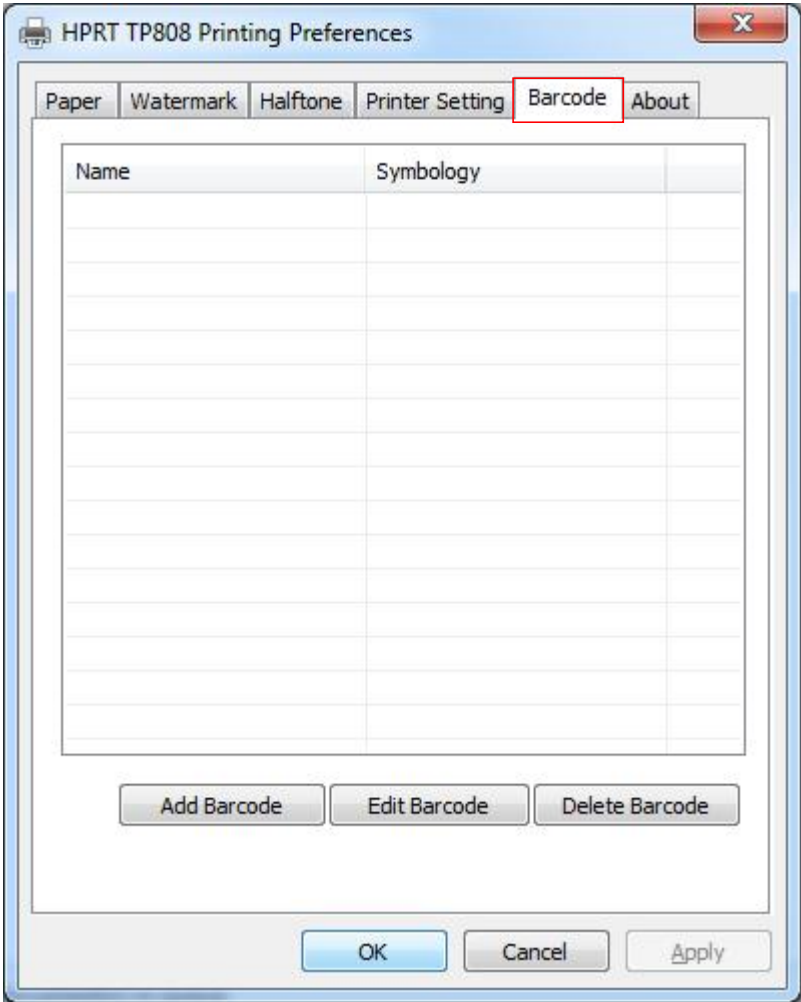 HPRT TP808 Printing Preferences
Paper Watermark Halftone Printer Setting Barcode About
Name Symbology
Add Barcode Edit Barcode Delete Barcode
OK Cancel Apply